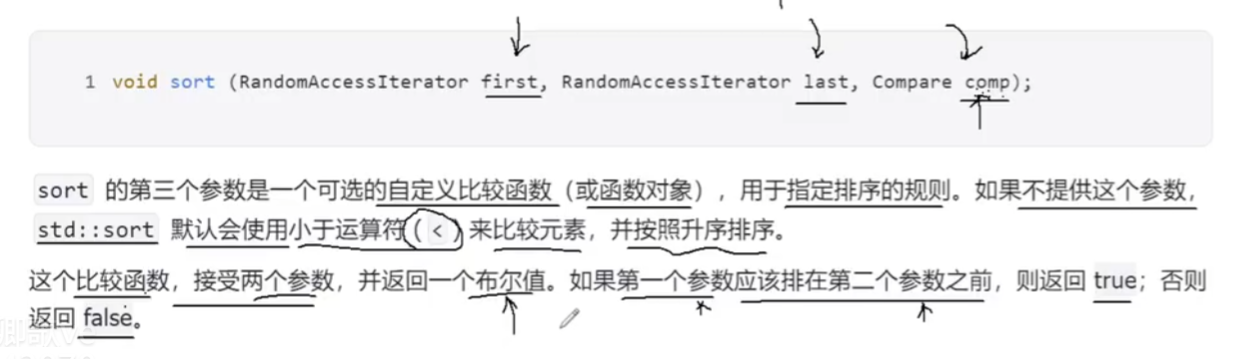 1 void sort (RandomAccessIterator first, RandomAccessIterator last, Compare comp);
sort 的第三个参数是一个可选的自定义比较函数（或函数对象），用于指定排序的规则。如果不提供这个参数，
std::sort 默认会使用小于运算符(<)来比较元素，并按照升序排序。
这个比较函数，接受两个参数，并返回一个布尔值。如果第一个参数应该排在第二个参数之前，则返回 true；否则
返回 false。